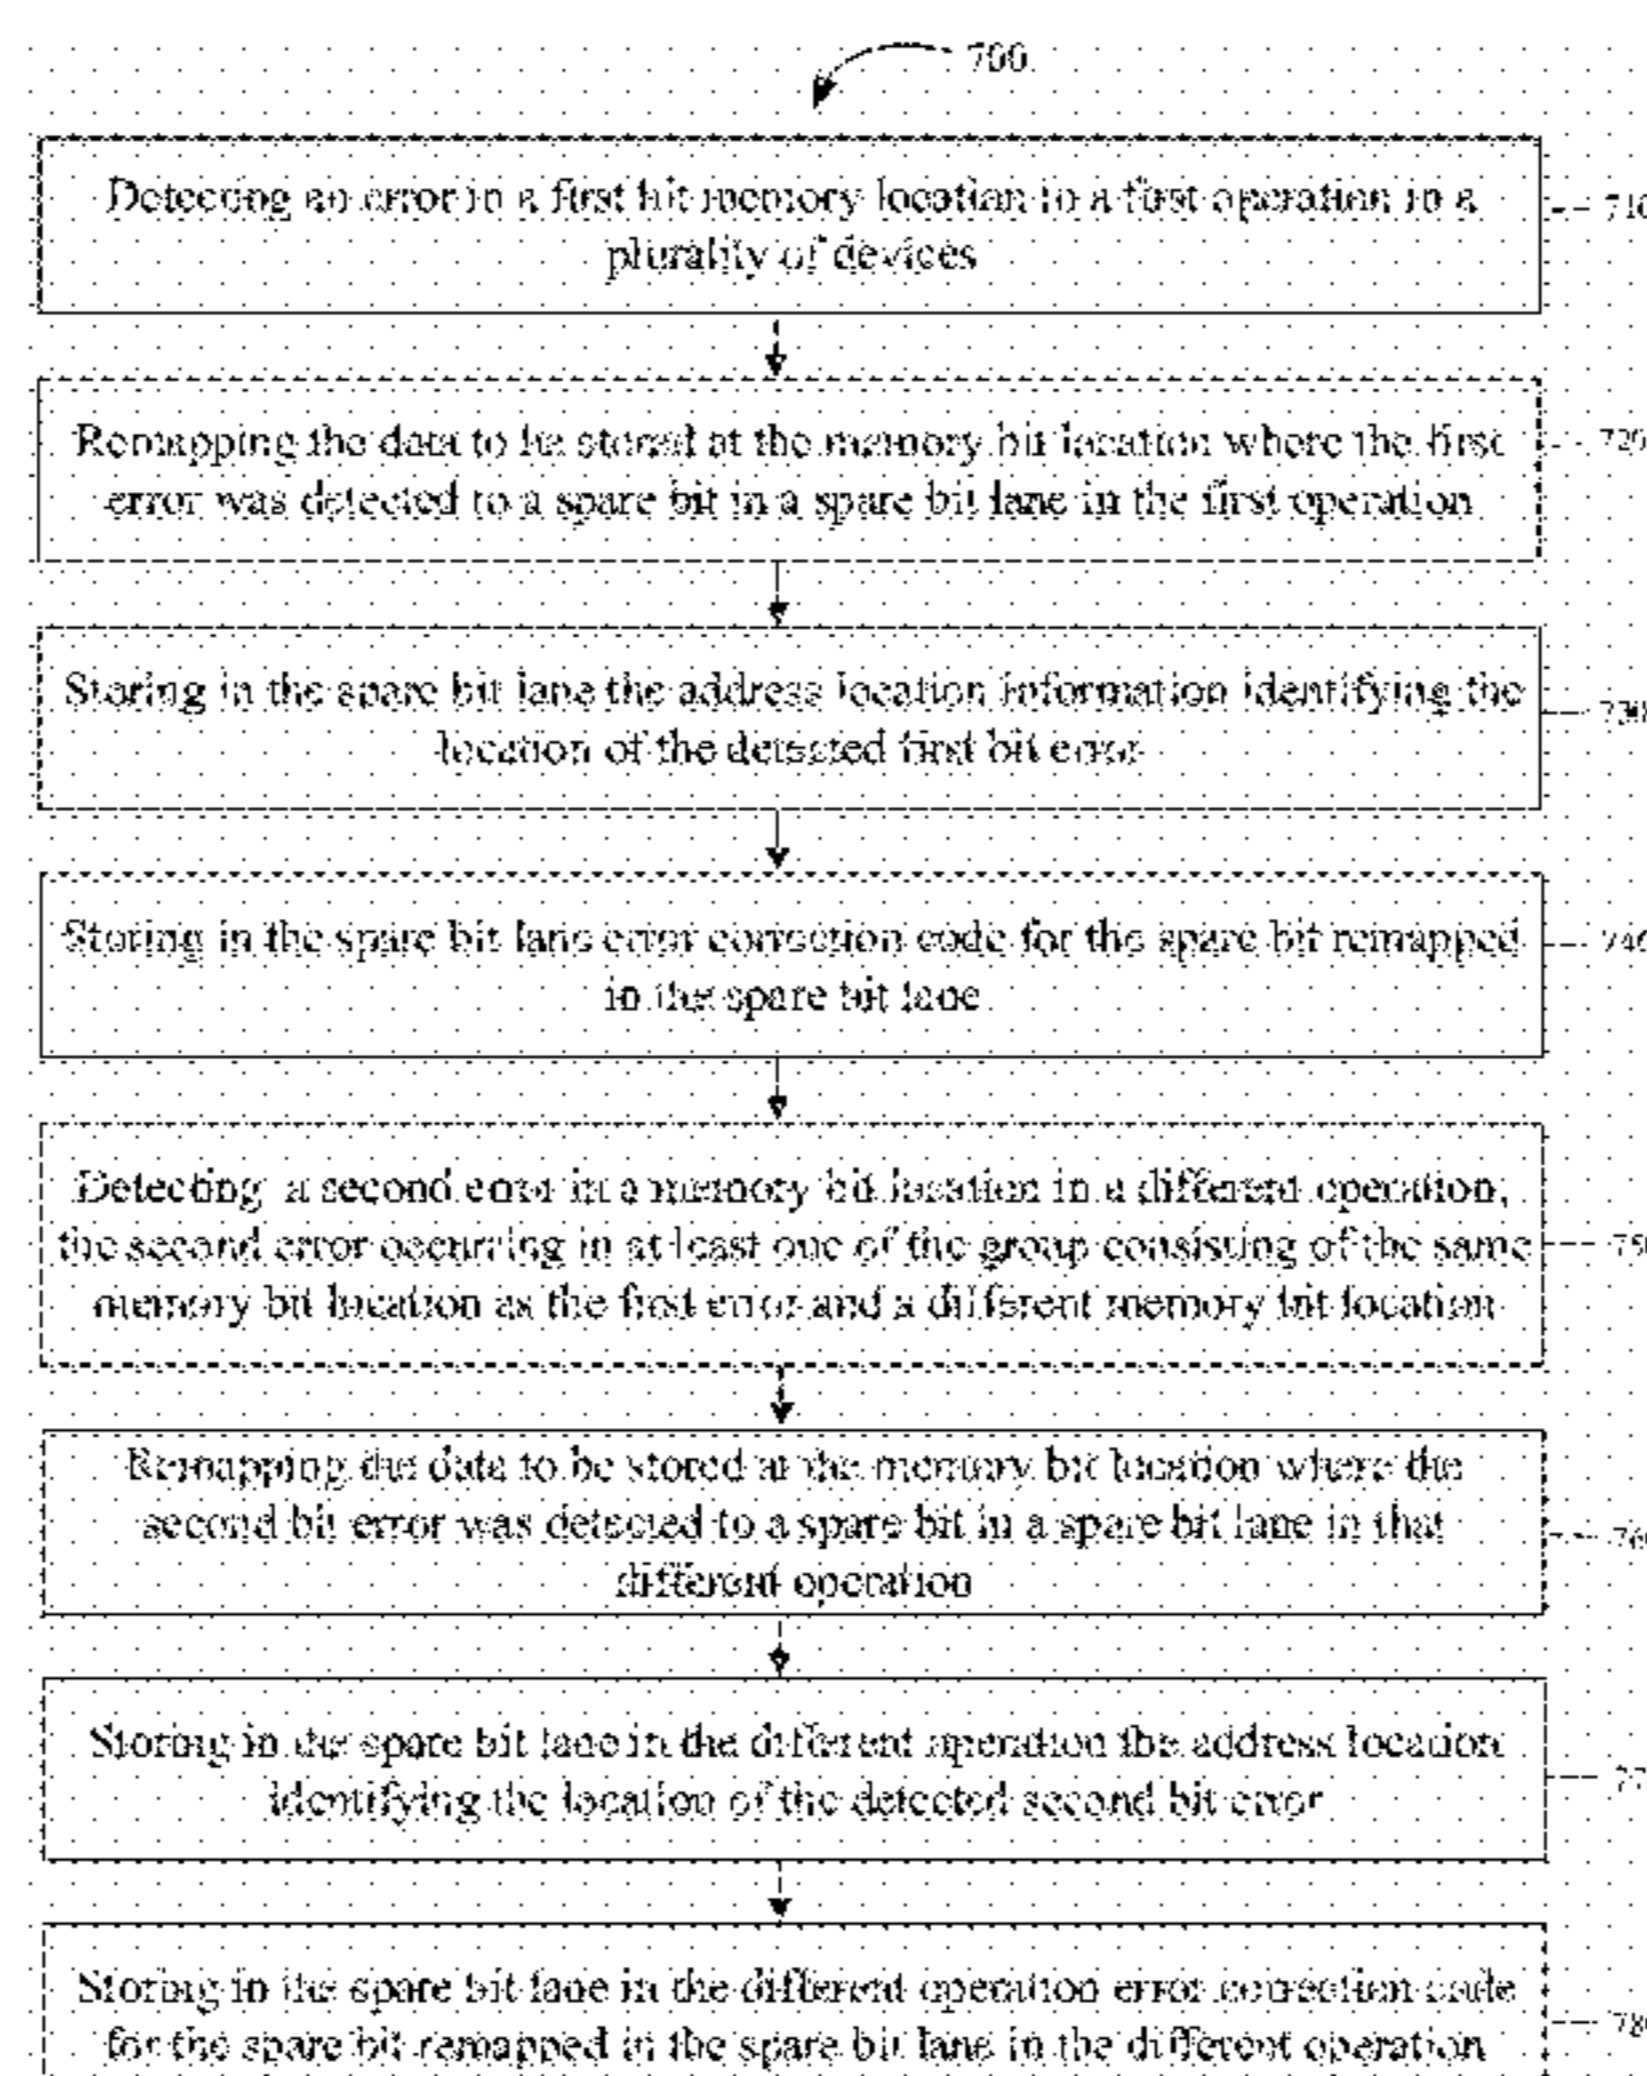 700
Detecting an error in a first bit memory location in a first operation in a
plurality of devices
710
Remapping the data to be stored at the memory bit location where the first
error was detected to a spare bit in a spare bit lane in the first operation
720
Storing in the spare bit lane the address location information identifying the
location of the detected first bit error
730
Storing in the spare bit lane error correction code for the spare bit remapped
in the spare bit lane
740
Detecting a second error in a memory bit location in a different operation,
the second error occurring in at least one of the group consisting of the same
memory bit location as the first error and a different memory bit location
750
Remapping the data to be stored at the memory bit location where the
second bit error was detected to a spare bit in a spare bit lane in that
different operation
760
Storing in the spare bit lane in the different operation the address location
identifying the location of the detected second bit error
Storing in the spare bit lane in the different operation error correction code
for the spare bit remapped in the spare bit lane in the different operation
780